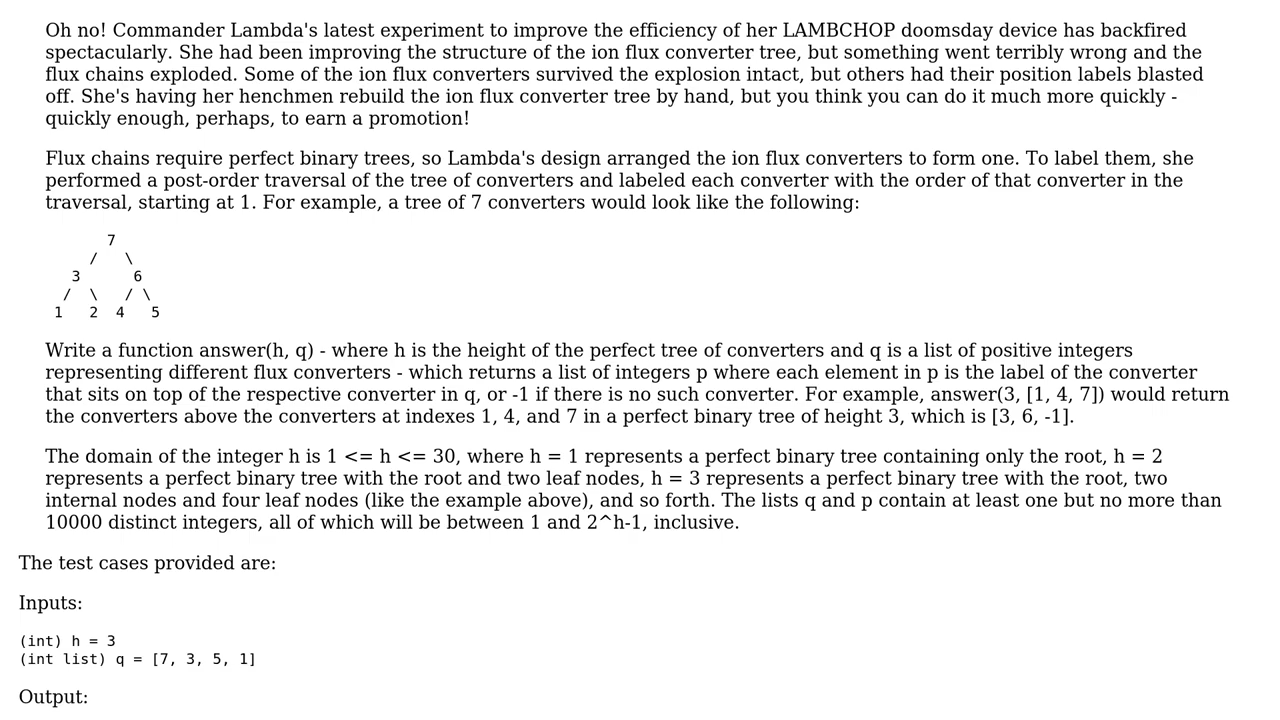 Oh no! Commander Lambda's latest experiment to improve the efficiency of her LAMBCHOP doomsday device has backfired
spectacularly. She had been improving the structure of the ion flux converter tree, but something went terribly wrong and the
flux chains exploded. Some of the ion flux converters survived the explosion intact, but others had their position labels blasted
off. She's having her henchmen rebuild the ion flux converter tree by hand, but you think you can do it much more quickly -
quickly enough, perhaps, to earn a promotion!
Flux chains require perfect binary trees, so Lambda's design arranged the ion flux converters to form one. To label them, she
performed a post-order traversal of the tree of converters and labeled each converter with the order of that converter in the
traversal, starting at 1. For example, a tree of 7 converters would look like the following:
7
/ \
3 6
/ \ / \
1 2 4 5
Write a function answer(h, q) - where h is the height of the perfect tree of converters and q is a list of positive integers
representing different flux converters - which returns a list of integers p where each element in p is the label of the converter
that sits on top of the respective converter in q, or -1 if there is no such converter. For example, answer(3, [1, 4, 7]) would return
the converters above the converters at indexes 1, 4, and 7 in a perfect binary tree of height 3, which is [3, 6, -1].
The domain of the integer h is 1 <= h <= 30, where h = 1 represents a perfect binary tree containing only the root, h = 2
represents a perfect binary tree with the root and two leaf nodes, h = 3 represents a perfect binary tree with the root, two
internal nodes and four leaf nodes (like the example above), and so forth. The lists q and p contain at least one but no more than
10000 distinct integers, all of which will be between 1 and 2^h-1, inclusive.
The test cases provided are:
Inputs:
(int) h = 3
(int list) q = [7, 3, 5, 1]
Output: